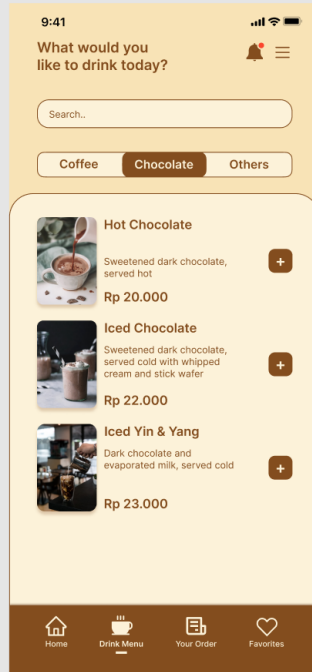 9:41
What would you
like to drink today?
Search..
Coffee Chocolate Others
Hot Chocolate
Sweetened dark chocolate,
served hot
Rp 20.000
+
Iced Chocolate
Sweetened dark chocolate,
served cold with whipped
cream and stick wafer
Rp 22.000
+
Iced Yin & Yang
Dark chocolate and
evaporated milk, served cold
Rp 23.000
+
Home Drink Menu Your Order Favorites